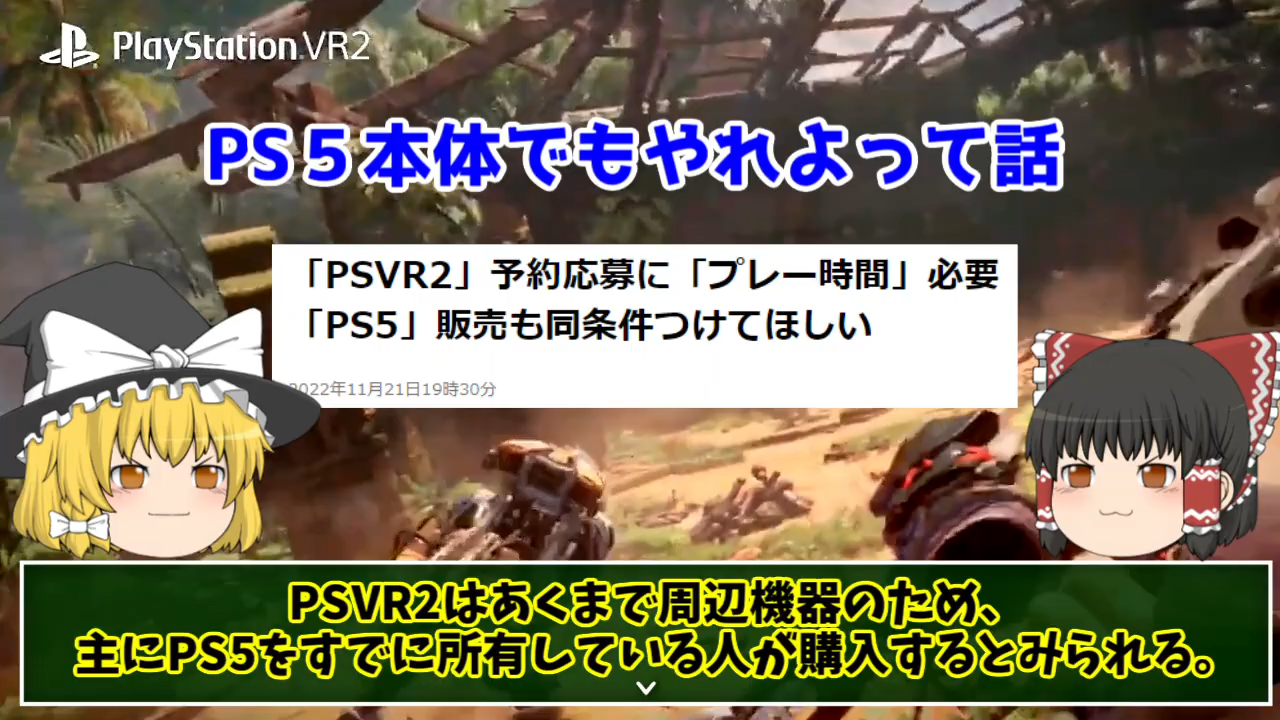 PlayStation VR2
PS5本体でもやれよって話
「PSVR2」予約応募に「プレー時間」必要
「PS5」販売も同条件つけてほしい
2022年11月21日19時30分
PSVR2はあくまで周辺機器のため、
主にPS5をすでに所有している人が購入するとみられる。